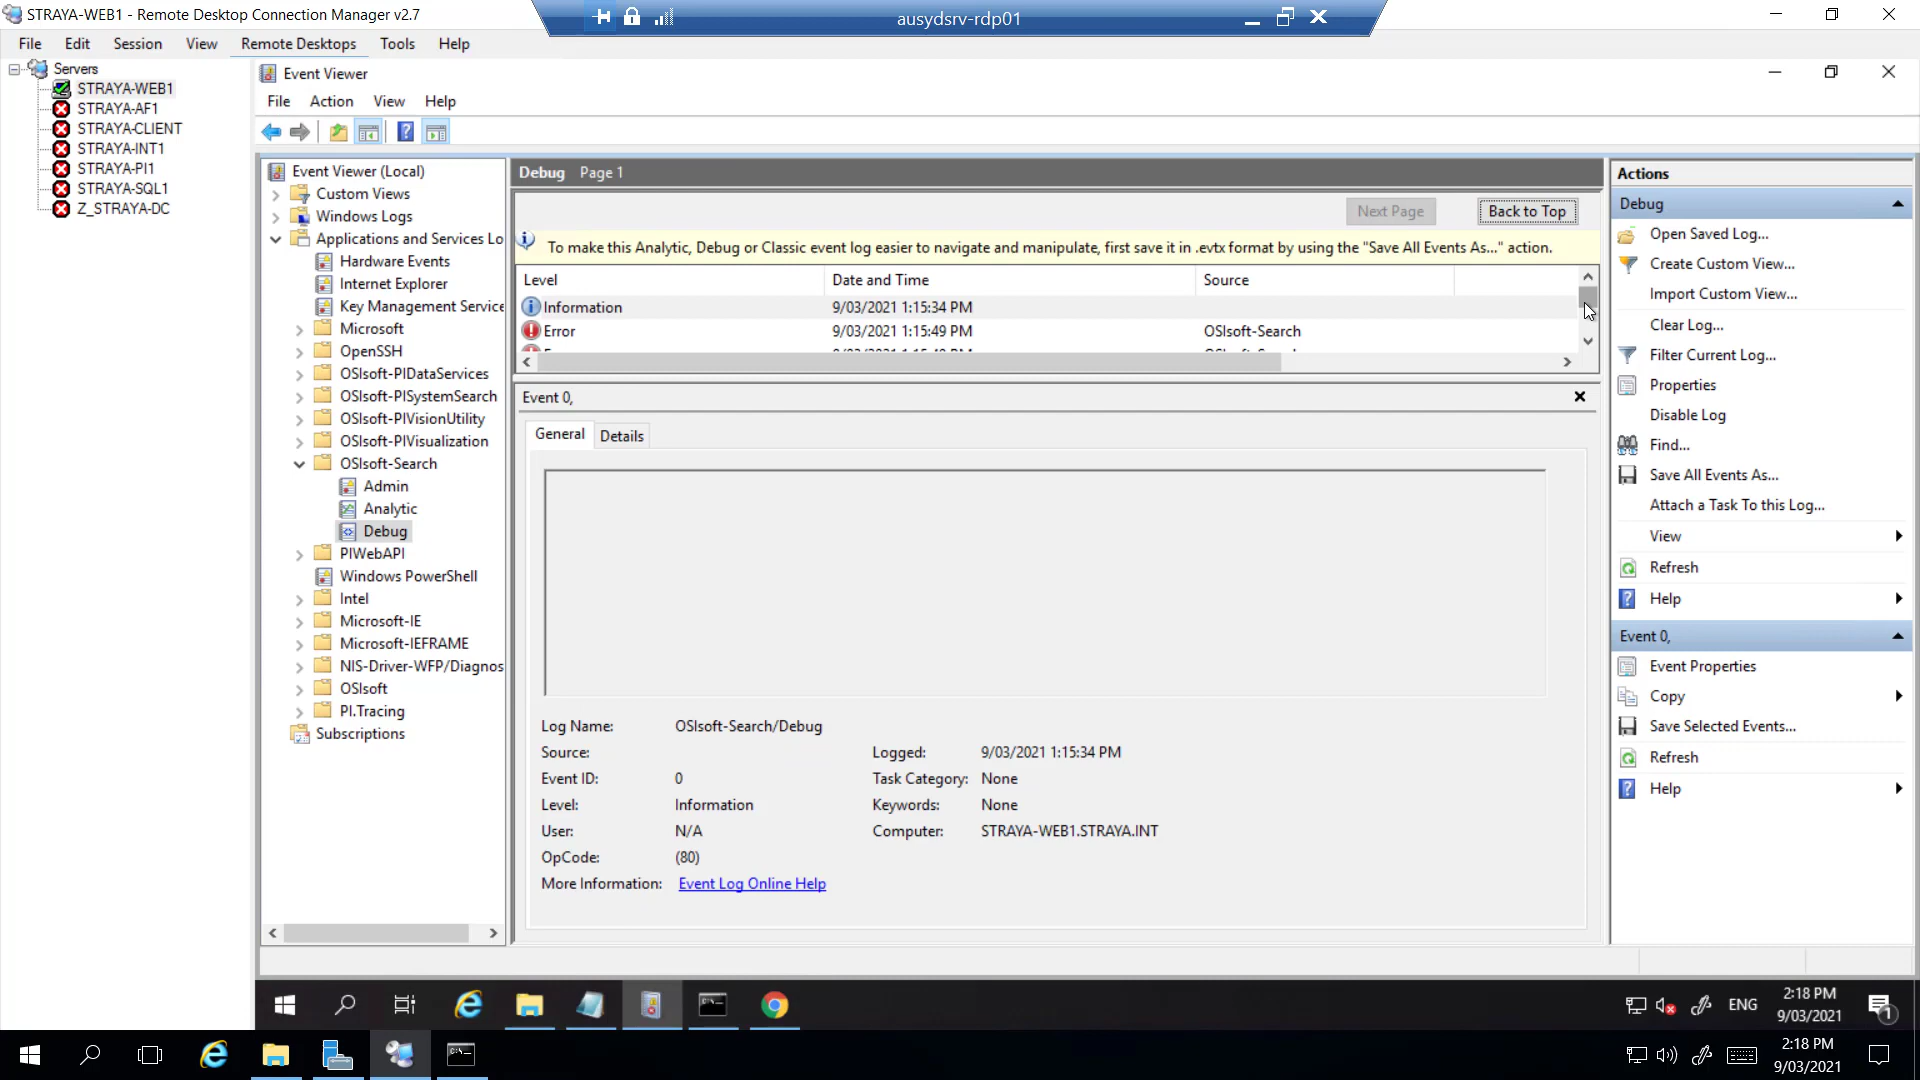 STRAYA-WEB1 - Remote Desktop Connection Manager v2.7
ausydsrv-rdp01
File Edit Session View Remote Desktops Tools Help
Servers
STRAYA-WEB1
STRAYA-AF1
STRAYA-CLIENT
STRAYA-INT1
STRAYA-PI1
STRAYA-SQL1
Z_STRAYA-DC
Event Viewer
File Action View Help
Event Viewer (Local)
Custom Views
Windows Logs
Applications and Services Lo
Hardware Events
Internet Explorer
Key Management Service
Microsoft
OpenSSH
OSIsoft-PIDataServices
OSIsoft-PISystemSearch
OSIsoft-PIVisionUtility
OSIsoft-PIVisualization
OSIsoft-Search
Admin
Analytic
Debug
PIWebAPI
Windows PowerShell
Intel
Microsoft-IE
Microsoft-IEFRAME
NIS-Driver-WFP/Diagnos
OSIsoft
PI.Tracing
Subscriptions
Debug Page 1
Next Page Back to Top
To make this Analytic, Debug or Classic event log easier to navigate and manipulate, first save it in .evtx format by using the "Save All Events As..." action.
Level Date and Time Source
Information 9/03/2021 1:15:34 PM
Error 9/03/2021 1:15:49 PM OSIsoft-Search
Event 0,
General Details
Log Name: OSIsoft-Search/Debug
Source: Logged: 9/03/2021 1:15:34 PM
Event ID: 0 Task Category: None
Level: Information Keywords: None
User: N/A Computer: STRAYA-WEB1.STRAYA.INT
OpCode: (80)
More Information: Event Log Online Help
Actions
Debug
Open Saved Log...
Create Custom View...
Import Custom View...
Clear Log...
Filter Current Log...
Properties
Disable Log
Find...
Save All Events As...
Attach a Task To this Log...
View
Refresh
Help
Event 0,
Event Properties
Copy
Save Selected Events...
Refresh
Help
ENG
2:18 PM
9/03/2021
1
2:18 PM
9/03/2021